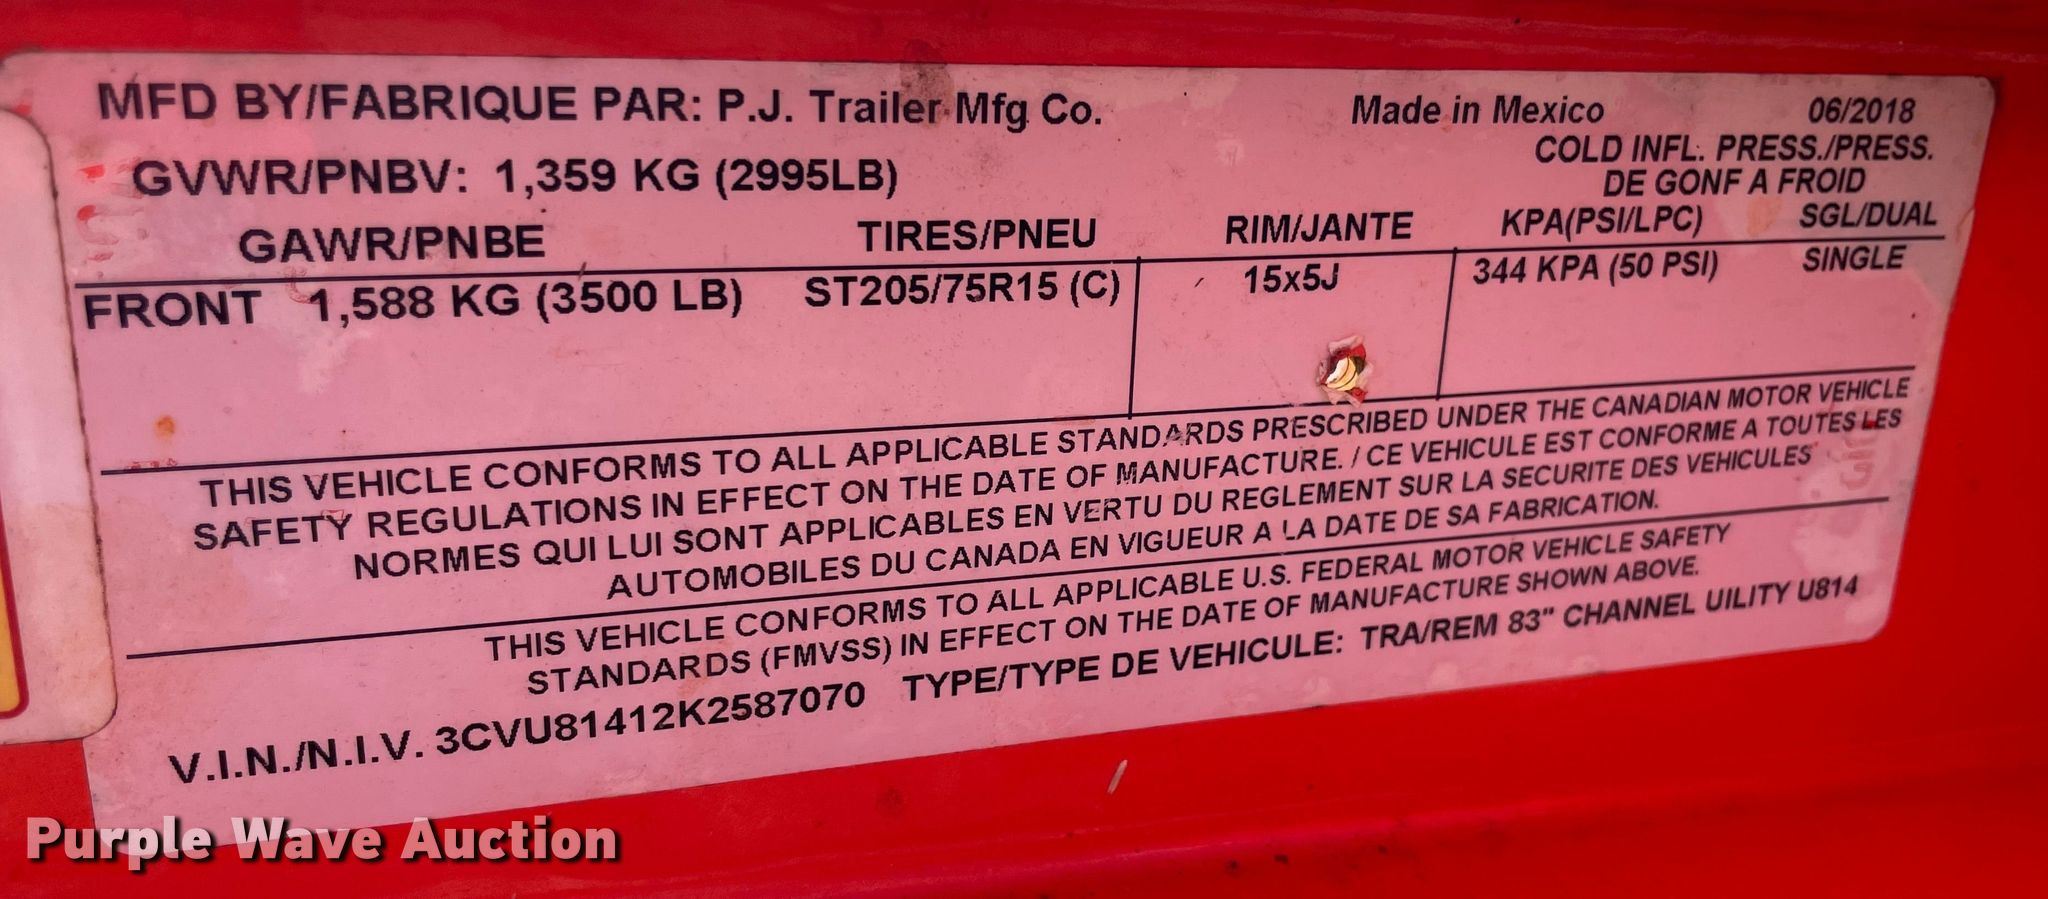 MFD BY/FABRIQUE PAR: P.J. Trailer Mfg Co. Made in Mexico 06/2018
GVWR/PNBV: 1,359 KG (2995LB) COLD INFL. PRESS./PRESS.
DE GONF A FROID
GAWR/PNBE TIRES/PNEU RIM/JANTE KPA(PSI/LPC) SGL/DUAL
FRONT 1,588 KG (3500 LB) ST205/75R15 (C) 15x5J 344 KPA (50 PSI) SINGLE
THIS VEHICLE CONFORMS TO ALL APPLICABLE STANDARDS PRESCRIBED UNDER THE CANADIAN MOTOR VEHICLE
SAFETY REGULATIONS IN EFFECT ON THE DATE OF MANUFACTURE. / CE VEHICULE EST CONFORME A TOUTES LES
NORMES QUI LUI SONT APPLICABLES EN VERTU DU REGLEMENT SUR LA SECURITE DES VEHICULES
AUTOMOBILES DU CANADA EN VIGUEUR A LA DATE DE SA FABRICATION.
THIS VEHICLE CONFORMS TO ALL APPLICABLE U.S. FEDERAL MOTOR VEHICLE SAFETY
STANDARDS (FMVSS) IN EFFECT ON THE DATE OF MANUFACTURE SHOWN ABOVE.
V.I.N./N.I.V. 3CVU81412K2587070 TYPE/TYPE DE VEHICULE: TRA/REM 83" CHANNEL UILITY U814
Purple Wave Auction